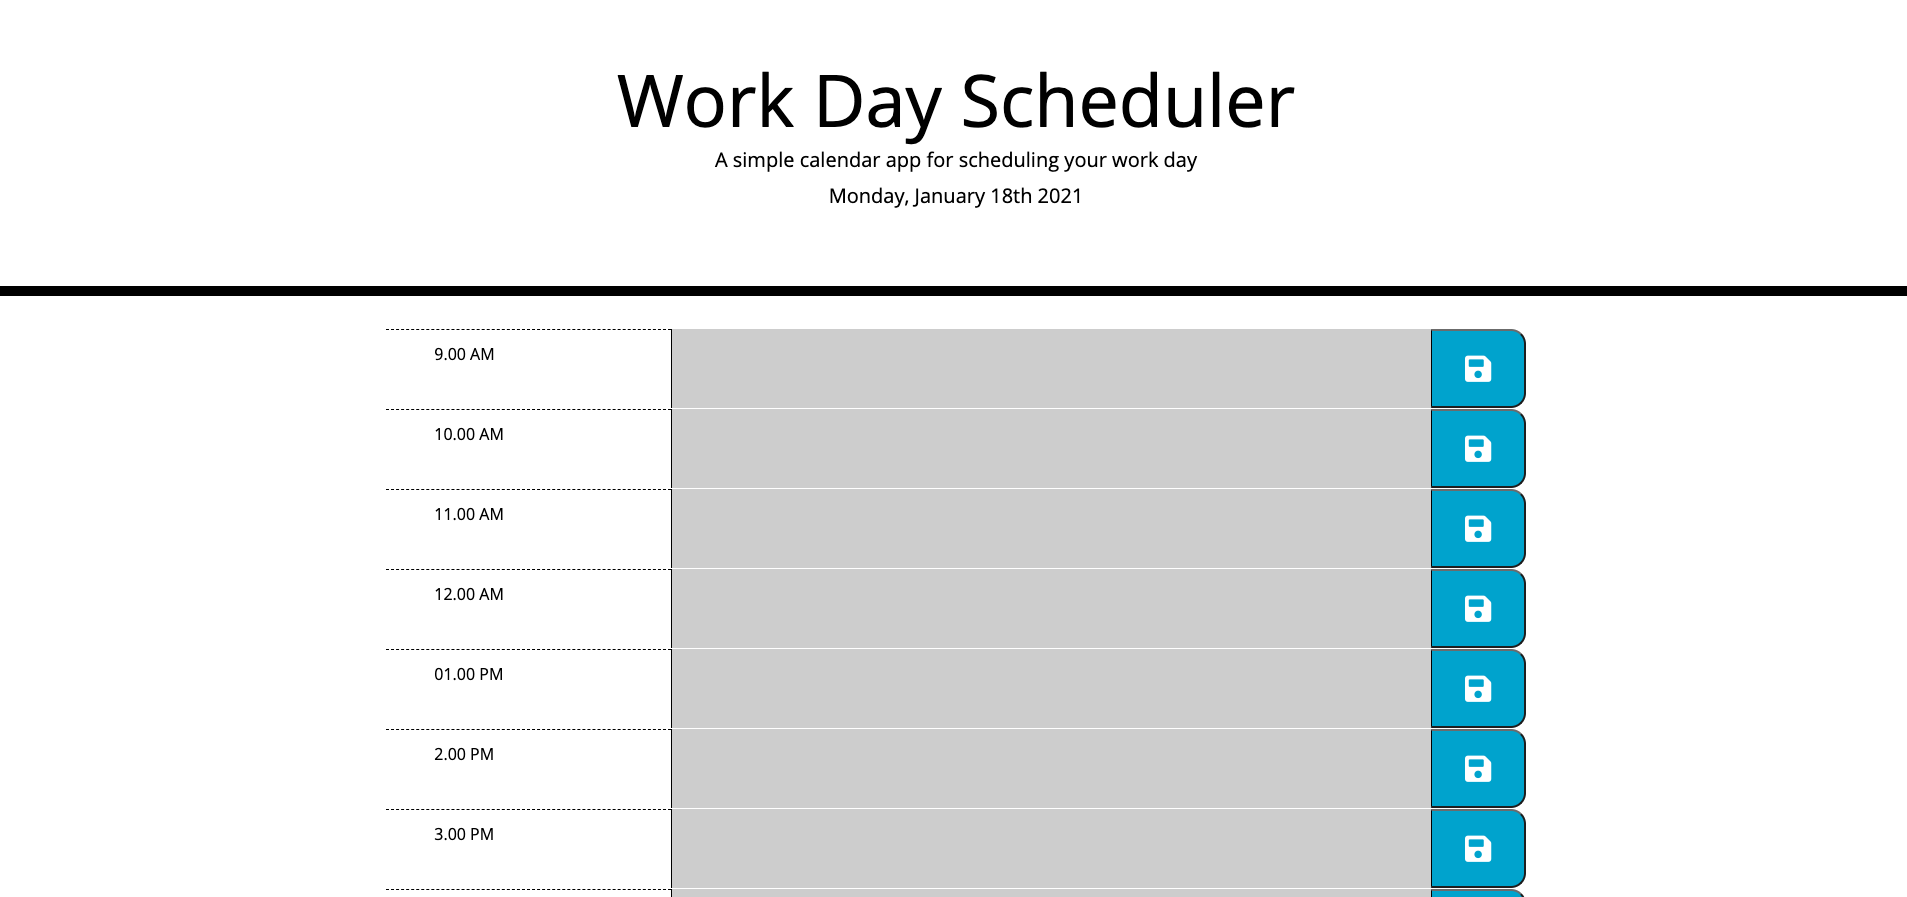 Work Day Scheduler
A simple calendar app for scheduling your work day
Monday, January 18th 2021
9.00 AM
10.00 AM
11.00 AM
12.00 AM
01.00 PM
2.00 PM
3.00 PM